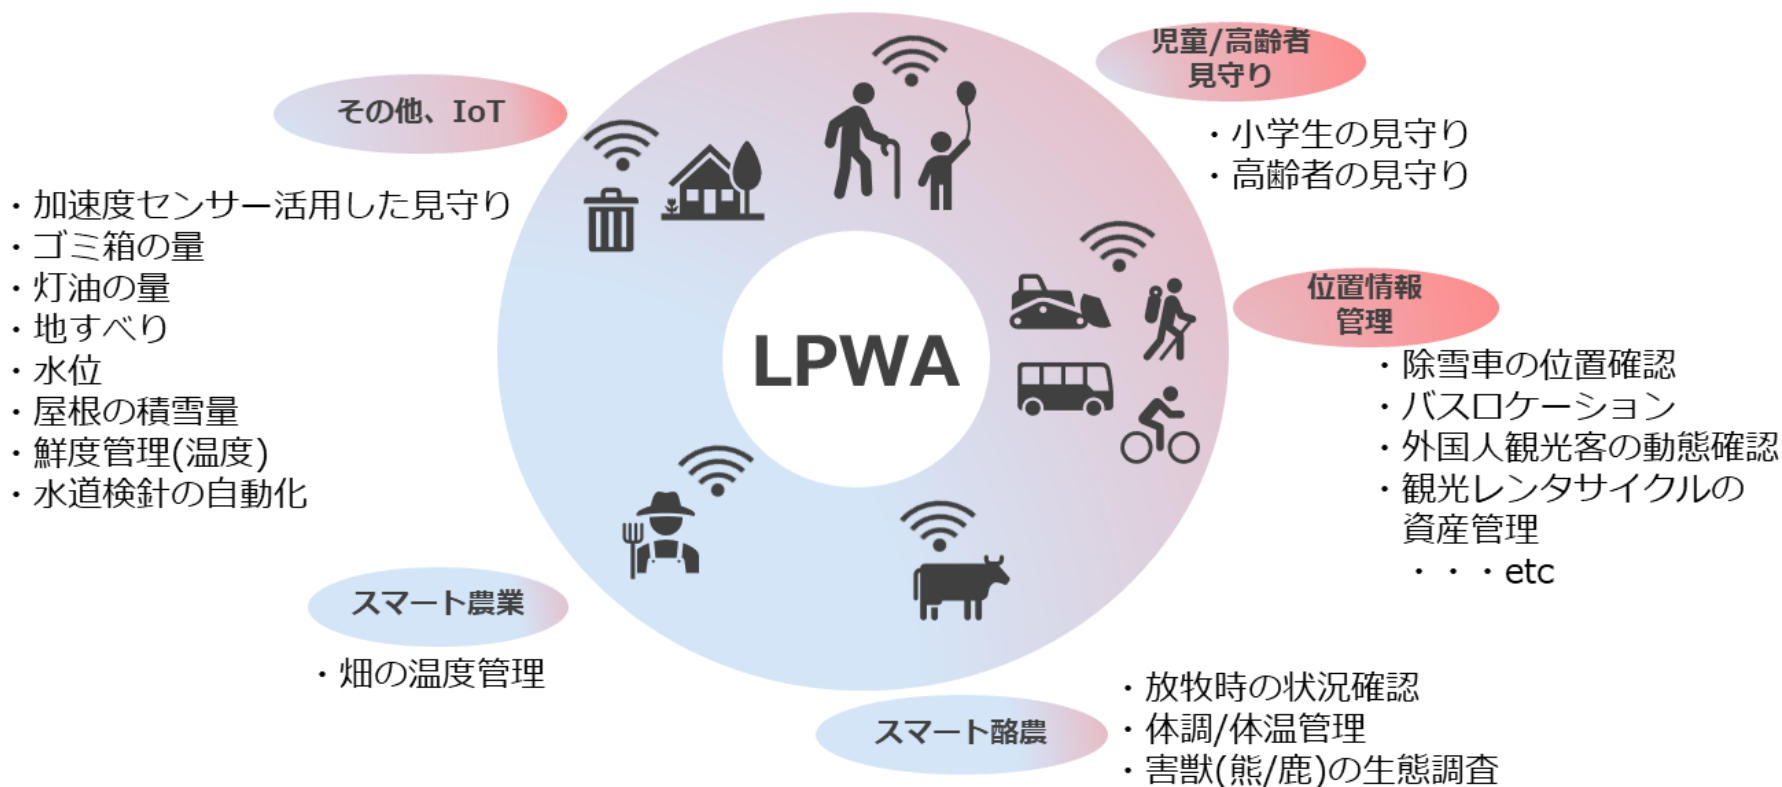 児童/高齢者
見守り
・小学生の見守り
・高齢者の見守り
その他、IoT
・加速度センサー活用した見守り
・ゴミ箱の量
・灯油の量
・地すべり
・水位
・屋根の積雪量
・鮮度管理(温度)
・水道検針の自動化
LPWA
位置情報
管理
・除雪車の位置確認
・バスロケーション
・外国人観光客の動態確認
・観光レンタサイクルの
資産管理
・・・etc
スマート農業
・畑の温度管理
スマート酪農
・放牧時の状況確認
・体調/体温管理
・害獣(熊/鹿)の生態調査